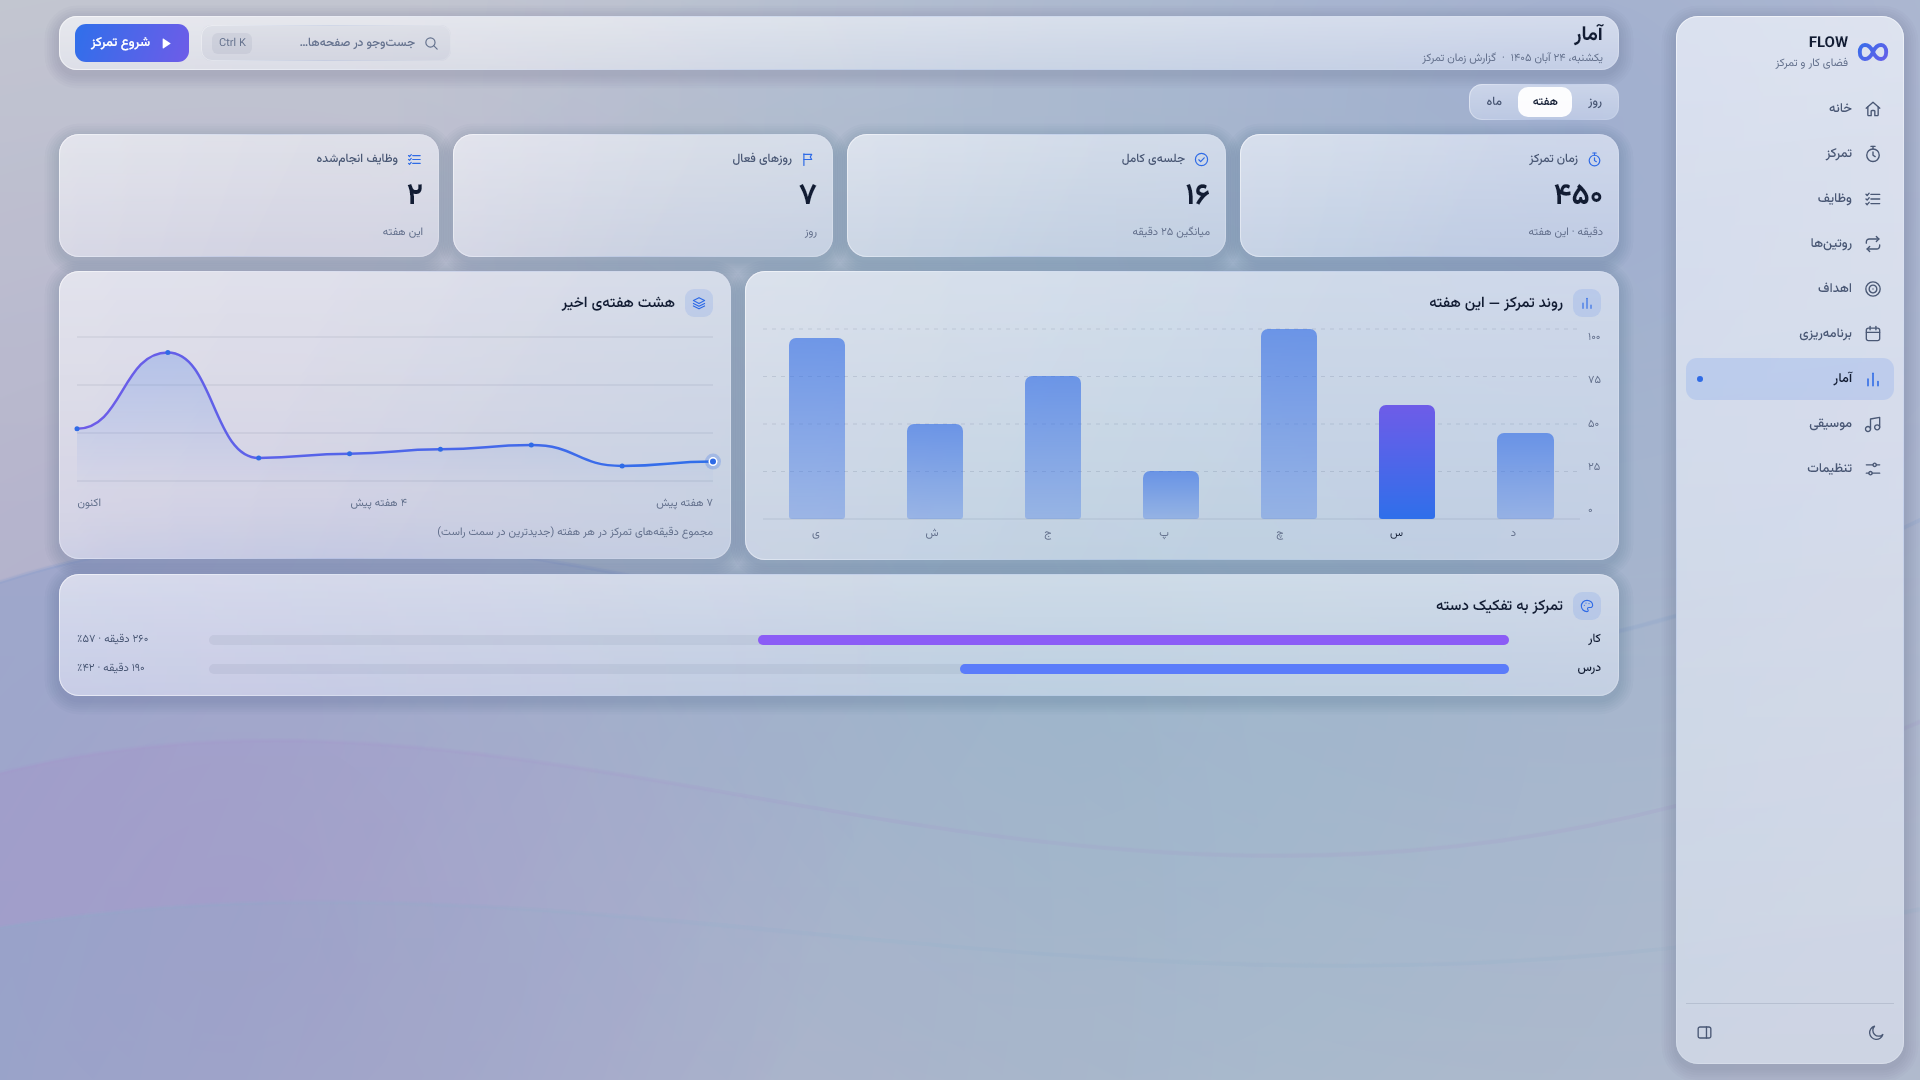 FLOW
فضای کار و تمرکز
خانه
تمرکز
وظایف
روتین‌ها
اهداف
برنامه‌ریزی
آمار
موسیقی
تنظیمات
آمار
یکشنبه، ۲۴ آبان ۱۴۰۵ · گزارش زمان تمرکز
جست‌وجو در صفحه‌ها...
Ctrl K
شروع تمرکز
روز
هفته
ماه
زمان تمرکز
۴۵۰
دقیقه · این هفته
جلسه‌ی کامل
۱۶
میانگین ۲۵ دقیقه
روزهای فعال
۷
روز
وظایف انجام‌شده
۲
این هفته
روند تمرکز — این هفته
۱۰۰
۷۵
۵۰
۲۵
۰
د
س
چ
پ
ج
ش
ی
هشت هفته‌ی اخیر
۷ هفته پیش
۴ هفته پیش
اکنون
مجموع دقیقه‌های تمرکز در هر هفته (جدیدترین در سمت راست)
تمرکز به تفکیک دسته
کار
۲۶۰ دقیقه · ۵۷٪
درس
۱۹۰ دقیقه · ۴۲٪